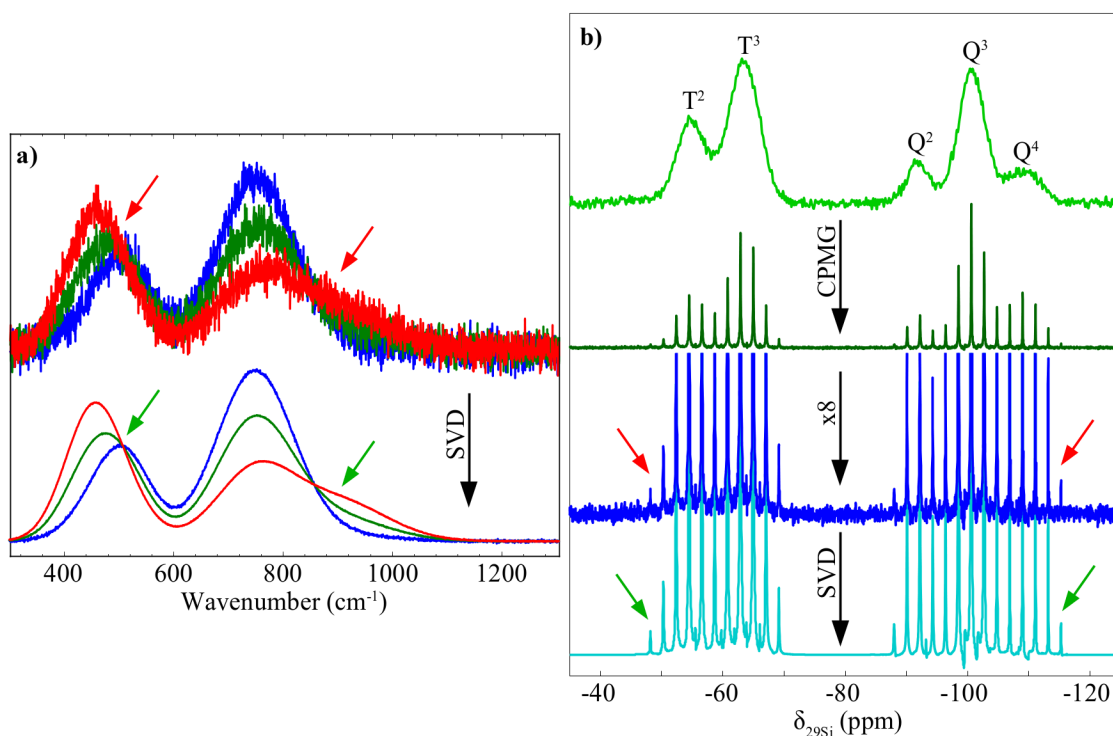 a)
SVD
400 600 800 1000 1200
Wavenumber (cm⁻¹)
b)
T² T³ Q² Q³ Q⁴
CPMG
x8
SVD
-40 -60 -80 -100 -120
δ₂₉Si (ppm)